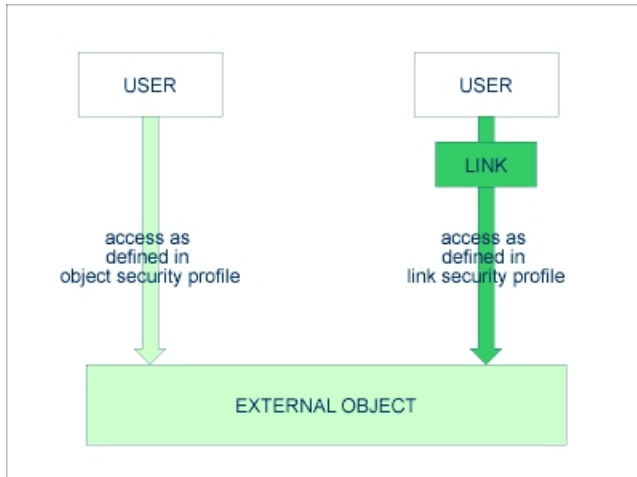 USER
USER
LINK
access as
defined in
object security profile
access as
defined in
link security profile
EXTERNAL OBJECT